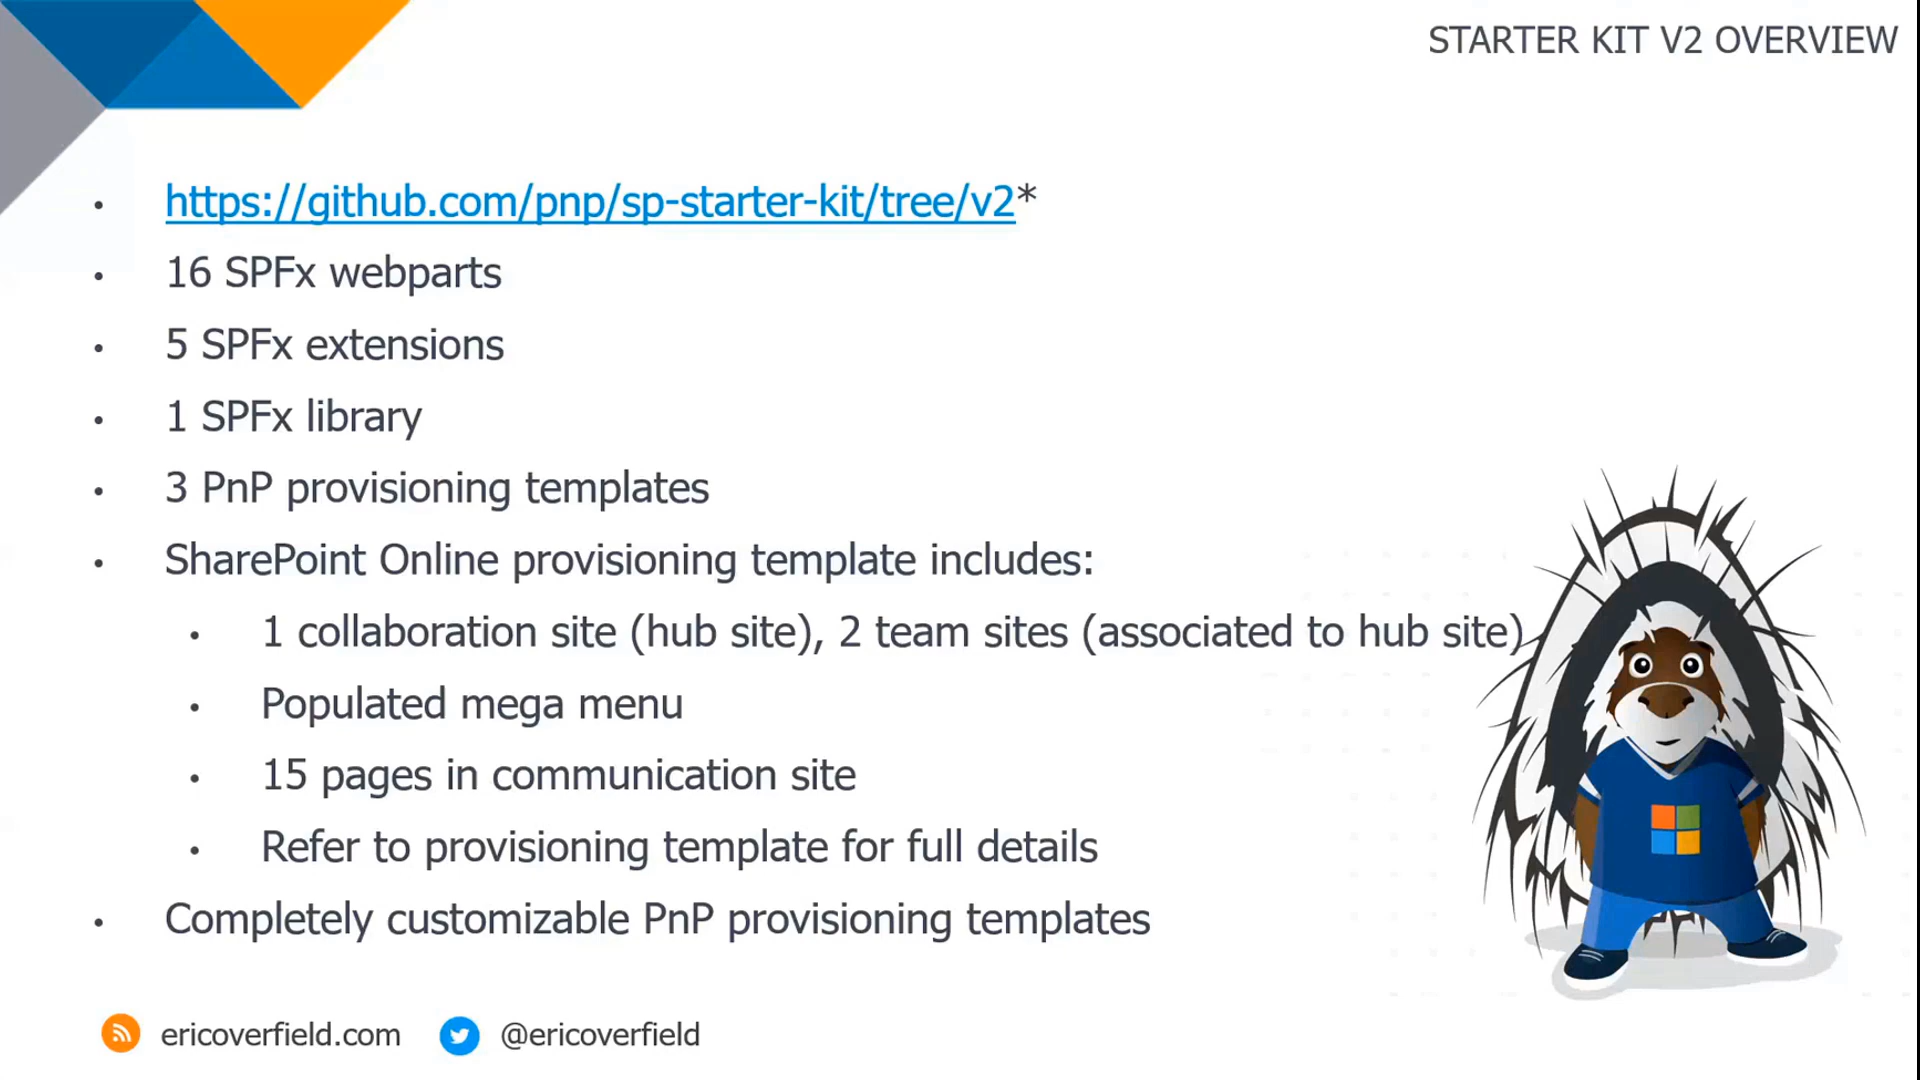 STARTER KIT V2 OVERVIEW
https://github.com/pnp/sp-starter-kit/tree/v2*
16 SPFx webparts
5 SPFx extensions
1 SPFx library
3 PnP provisioning templates
SharePoint Online provisioning template includes:
1 collaboration site (hub site), 2 team sites (associated to hub site)
Populated mega menu
15 pages in communication site
Refer to provisioning template for full details
Completely customizable PnP provisioning templates
ericoverfield.com @ericoverfield